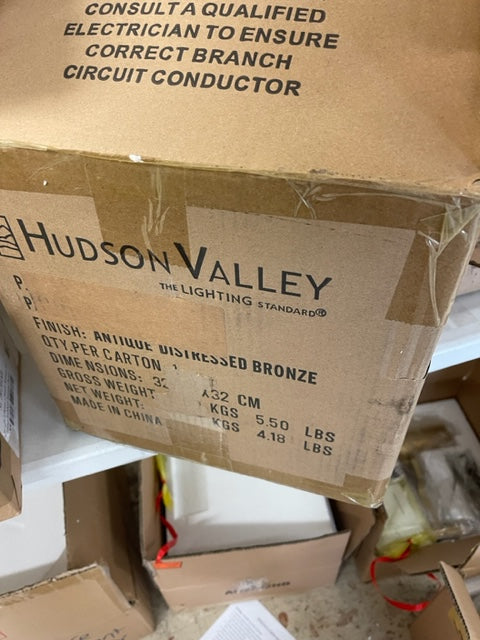 CONSULT A QUALIFIED
ELECTRICIAN TO ENSURE
CORRECT BRANCH
CIRCUIT CONDUCTOR
HUDSON VALLEY
THE LIGHTING STANDARD®
P
P
FINISH: ANTIQUE DISTRESSED BRONZE
QTY.PER CARTON
DIMENSIONS: 32 X32 CM
GROSS WEIGHT KGS 5.50 LBS
NET WEIGHT: KGS 4.18 LBS
MADE IN CHINA